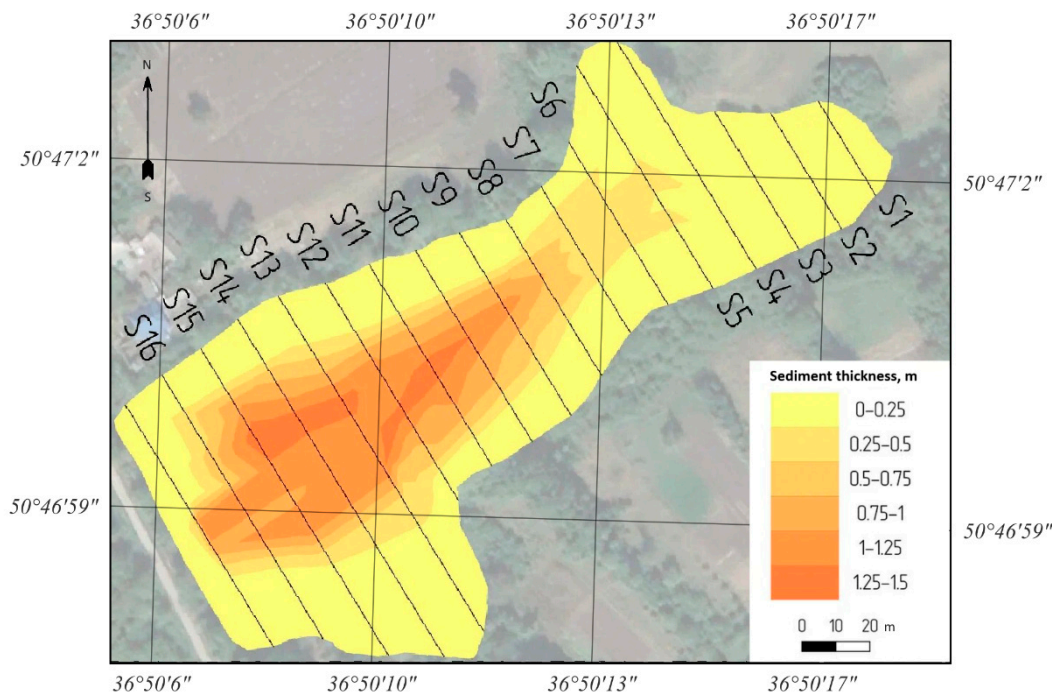 36°50'6" 36°50'10" 36°50'13" 36°50'17"
N
S
50°47'2"
50°47'2"
S6
S7
S8
S9
S10
S11
S12
S13
S14
S15
S16
S1
S2
S3
S4
S5
50°46'59"
50°46'59"
Sediment thickness, m
0–0.25
0.25–0.5
0.5–0.75
0.75–1
1–1.25
1.25–1.5
0 10 20 m
36°50'6" 36°50'10" 36°50'13" 36°50'17"